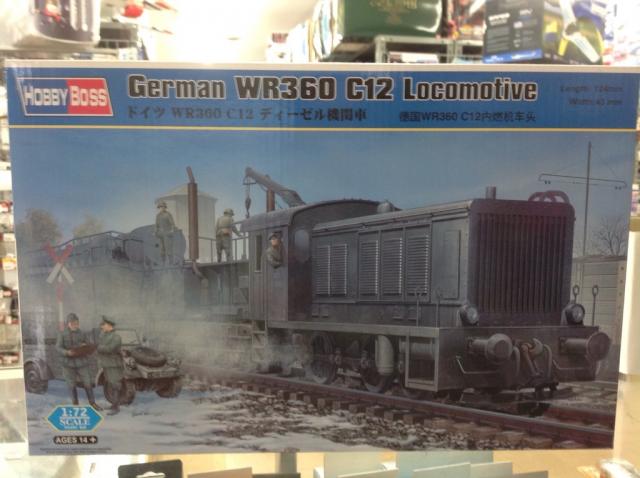 HOBBY BOSS
German WR360 C12 Locomotive
ドイツ WR360 C12 ディーゼル機関車
德国WR360 C12内燃机车头
Length: 124mm
Width: 43 mm
1:72
SCALE
AGES 14 +